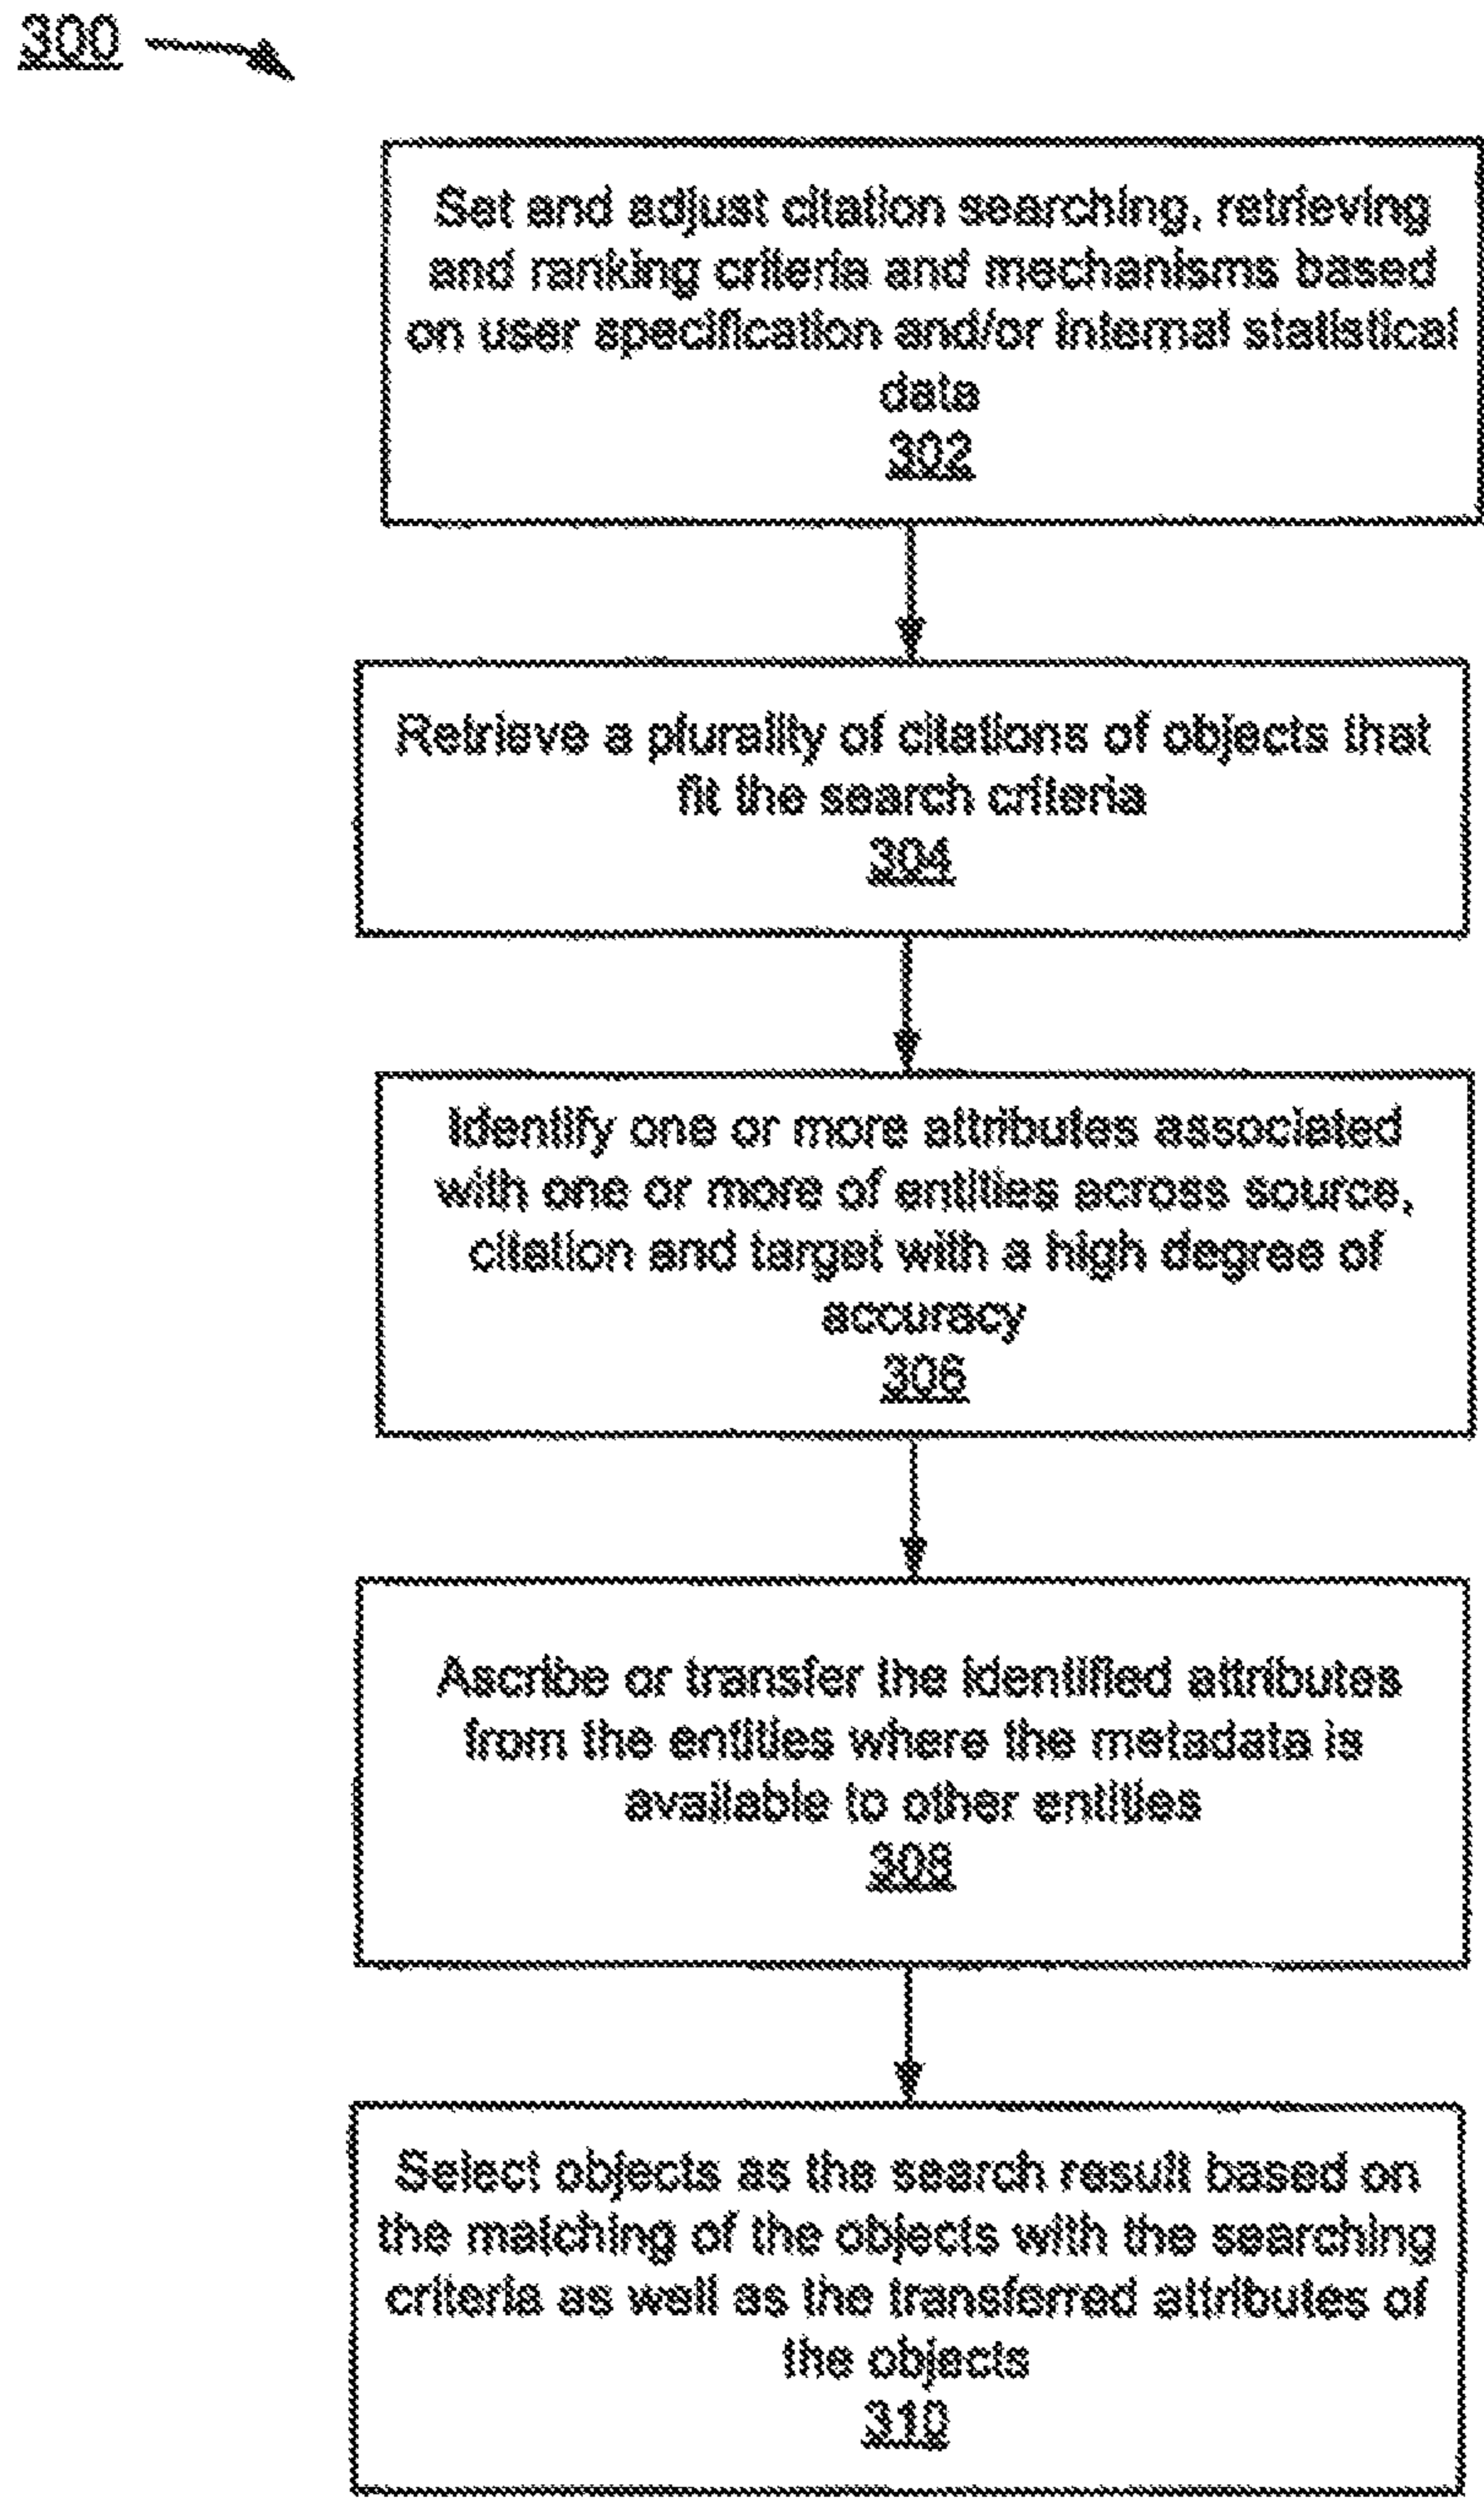 300
Set and adjust citation searching, retrieving
and ranking criteria and mechanisms based
on user specification and/or internal statistical
data
302
Retrieve a plurality of citations of objects that
fit the search criteria
304
Identify one or more attributes associated
with one or more of entities across source,
citation and target with a high degree of
accuracy
306
Ascribe or transfer the identified attributes
from the entities where the metadata is
available to other entities
308
Select objects as the search result based on
the matching of the objects with the searching
criteria as well as the transferred attributes of
the objects
310